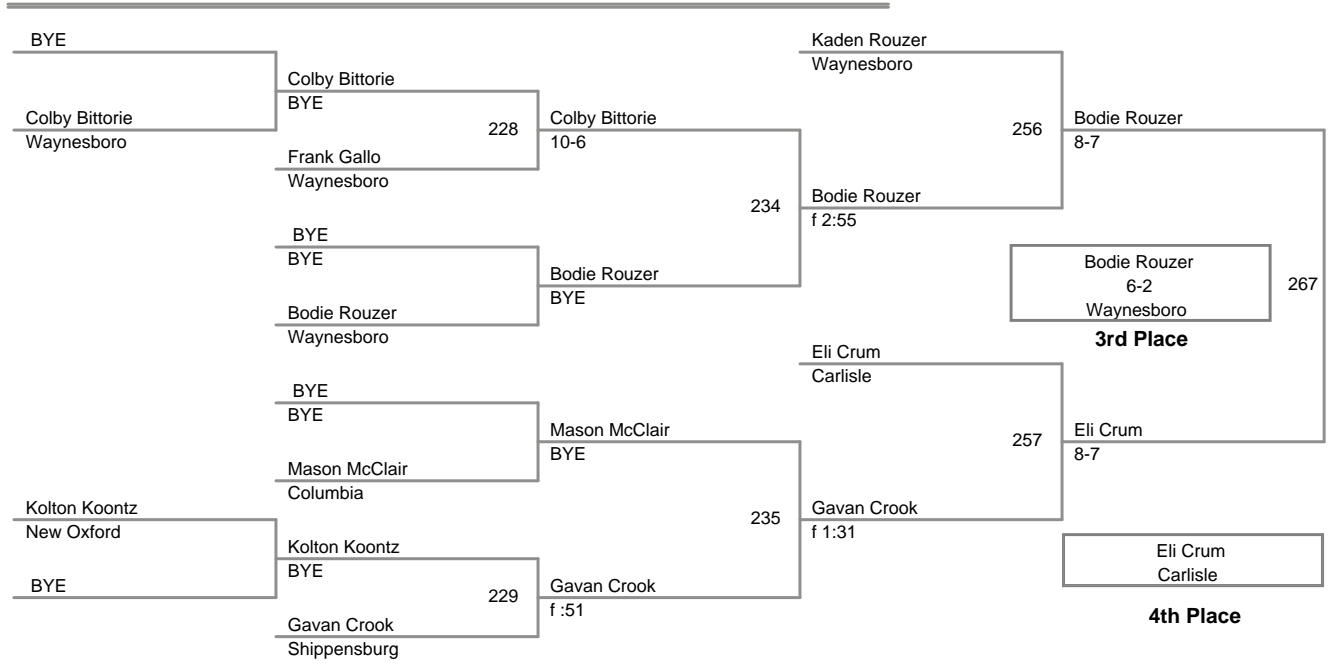 BYE
Kaden Rouzer
Waynesboro
Colby Bittorie
BYE
Colby Bittorie
Waynesboro
228
Colby Bittorie
10-6
256
Bodie Rouzer
8-7
Frank Gallo
Waynesboro
234
Bodie Rouzer
f 2:55
BYE
BYE
Bodie Rouzer
BYE
Bodie Rouzer
6-2
Waynesboro
267
3rd Place
Bodie Rouzer
Waynesboro
Eli Crum
Carlisle
BYE
BYE
Mason McClair
BYE
257
Eli Crum
8-7
Mason McClair
Columbia
Kolton Koontz
New Oxford
235
Gavan Crook
f 1:31
Kolton Koontz
BYE
Eli Crum
Carlisle
4th Place
BYE
229
Gavan Crook
f :51
Gavan Crook
Shippensburg